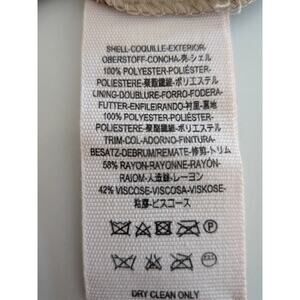 SHELL-COQUILLE-EXTERIOR-
OBERSTOFF-CONCHA-売-シェル
100% POLYESTER-POLIÉSTER-
POLIESTERE-聚酯纖維-ポリエステル
LINING-DOUBLURE-FORRO-FODERA-
FUTTER-ENFILEIRANDO-衬里-裏地
100% POLYESTER-POLIÉSTER-
POLIESTERE-聚酯纖維-ポリエステル
TRIM-COL-ADORNO-FINITURA-
BESATZ-DEBRUM/REMATE-修剪-トリム
58% RAYON-RAYONNE-RAYÓN-
RAIOM-人造絲-レーヨン
42% VISCOSE-VISCOSA-VISKOSE-
粘膠-ビスコース
P
DRY CLEAN ONLY